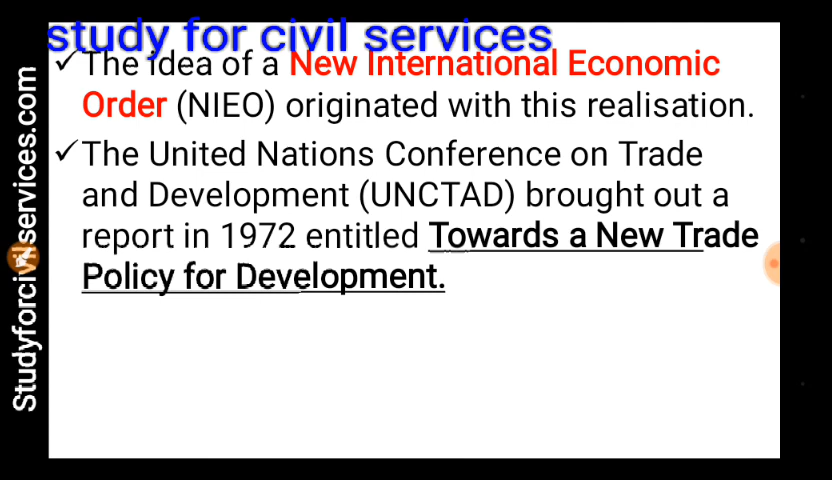 study for civil services
✓The idea of a New International Economic
Order (NIEO) originated with this realisation.
✓The United Nations Conference on Trade
and Development (UNCTAD) brought out a
report in 1972 entitled Towards a New Trade
Policy for Development.
Studyforcivilservices.com